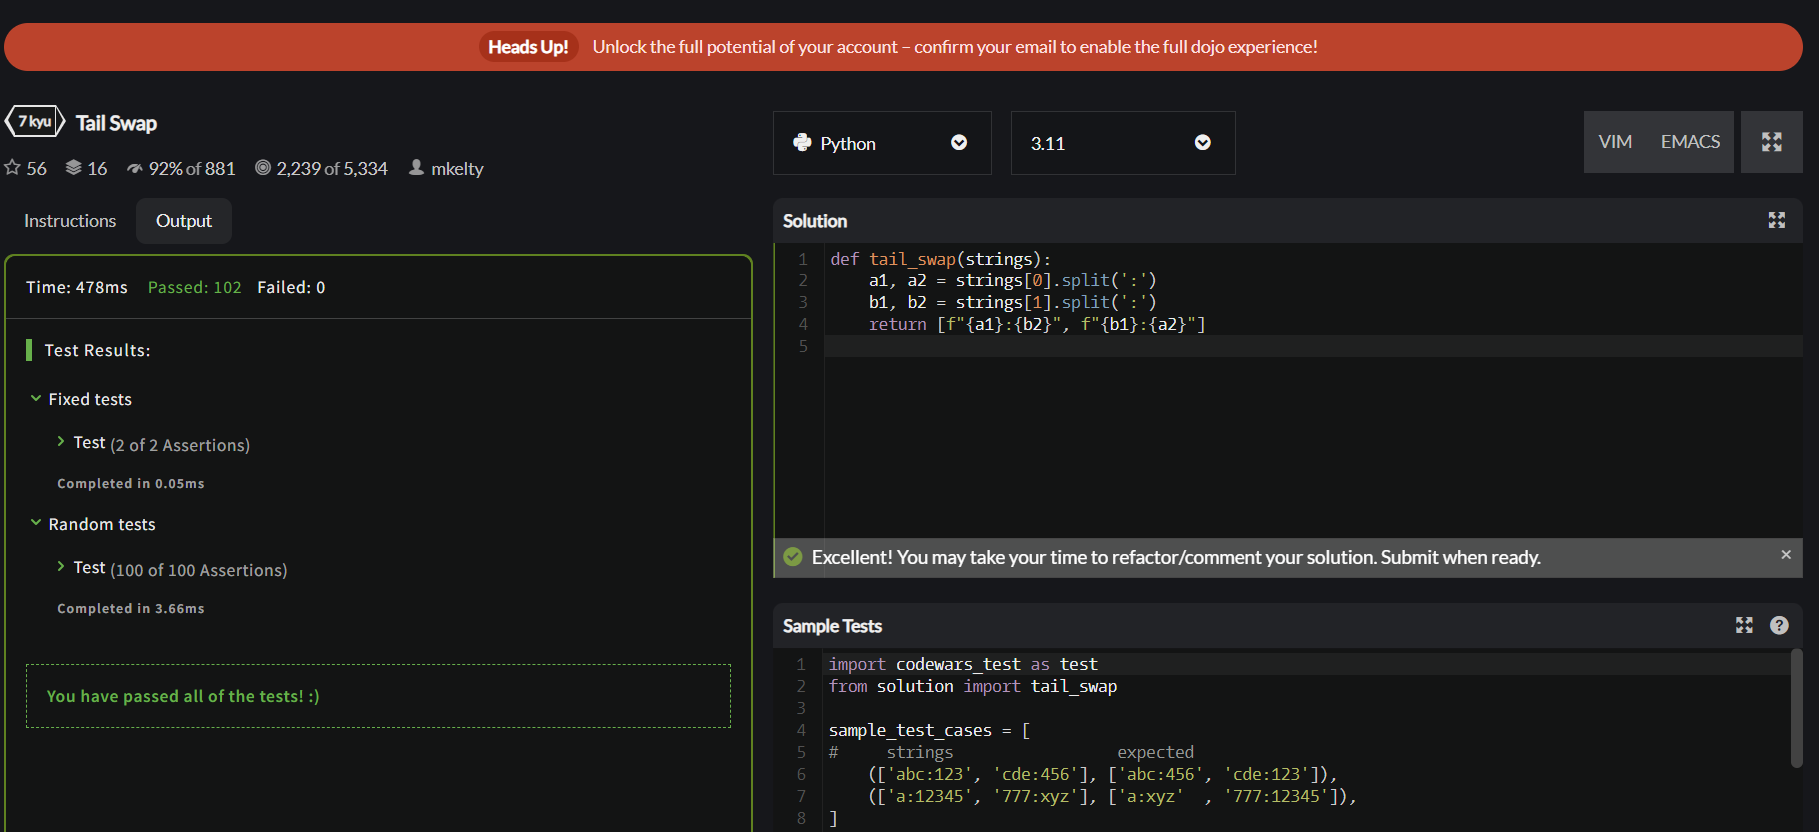 Heads Up! Unlock the full potential of your account – confirm your email to enable the full dojo experience!
7 kyu Tail Swap
56 16 92% of 881 2,239 of 5,334 mkelty
Instructions Output
Time: 478ms Passed: 102 Failed: 0
Test Results:
Fixed tests
Test (2 of 2 Assertions)
Completed in 0.05ms
Random tests
Test (100 of 100 Assertions)
Completed in 3.66ms
You have passed all of the tests! :)
Python 3.11 VIM EMACS
Solution
1 def tail_swap(strings):
2     a1, a2 = strings[0].split(':')
3     b1, b2 = strings[1].split(':')
4     return [f"{a1}:{b2}", f"{b1}:{a2}"]
5
Excellent! You may take your time to refactor/comment your solution. Submit when ready. ×
Sample Tests ?
1 import codewars_test as test
2 from solution import tail_swap
3
4 sample_test_cases = [
5 #     strings                 expected
6     (['abc:123', 'cde:456'], ['abc:456', 'cde:123']),
7     (['a:12345', '777:xyz'], ['a:xyz'  , '777:12345']),
8 ]